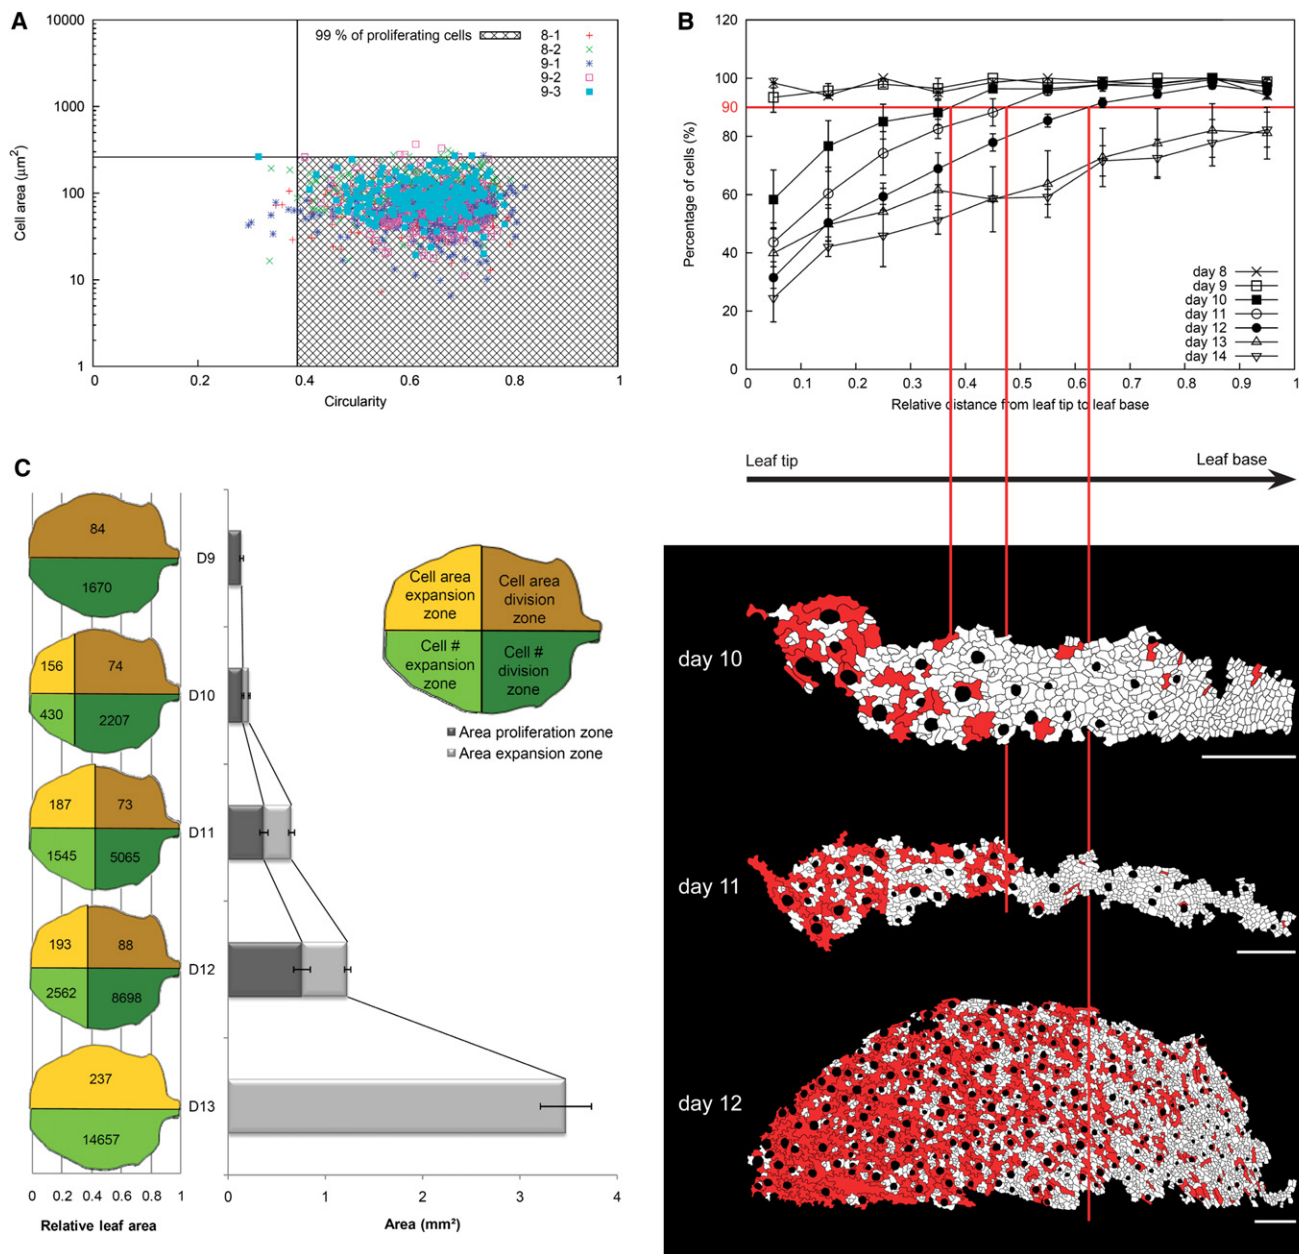 A
10000
1000
100
10
1
Cell area (µm²)
0
0.2
0.4
0.6
0.8
1
Circularity
99 % of proliferating cells
8-1
8-2
9-1
9-2
9-3
B
120
100
90
80
60
40
20
0
Percentage of cells (%)
day 8
day 9
day 10
day 11
day 12
day 13
day 14
0
0.1
0.2
0.3
0.4
0.5
0.6
0.7
0.8
0.9
1
Relative distance from leaf tip to leaf base
Leaf tip
Leaf base
day 10
day 11
day 12
C
84
1670
D9
156
74
430
2207
D10
187
73
1545
5065
D11
193
88
2562
8698
D12
237
14657
D13
0
0.2
0.4
0.6
0.8
1
Relative leaf area
0
1
2
3
4
Area (mm²)
Cell area
expansion
zone
Cell area
division
zone
Cell #
expansion
zone
Cell #
division
zone
Area proliferation zone
Area expansion zone